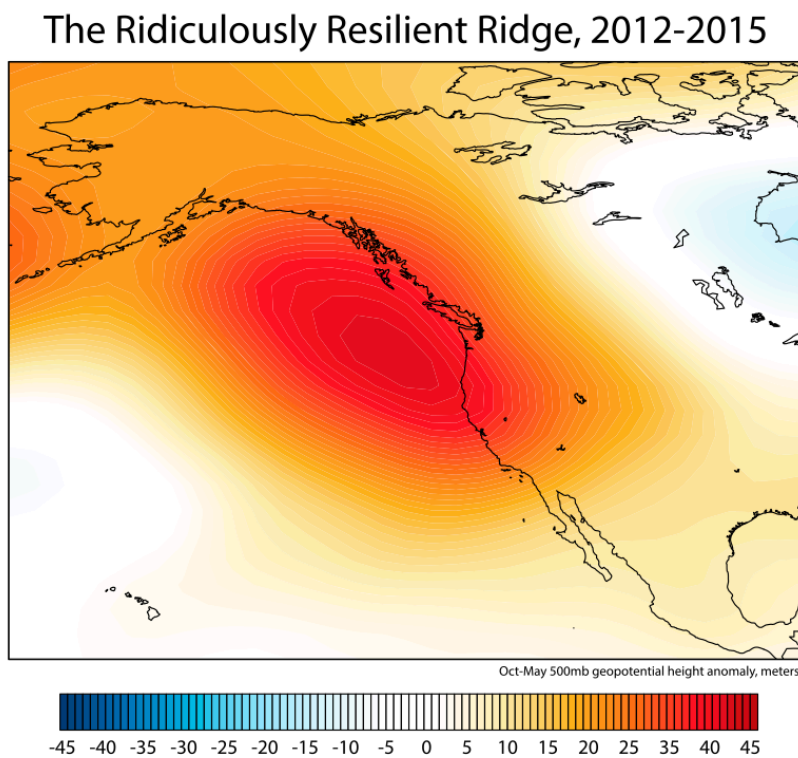 The Ridiculously Resilient Ridge, 2012-2015
Oct-May 500mb geopotential height anomaly, meters
-45 -40 -35 -30 -25 -20 -15 -10 -5 0 5 10 15 20 25 30 35 40 45